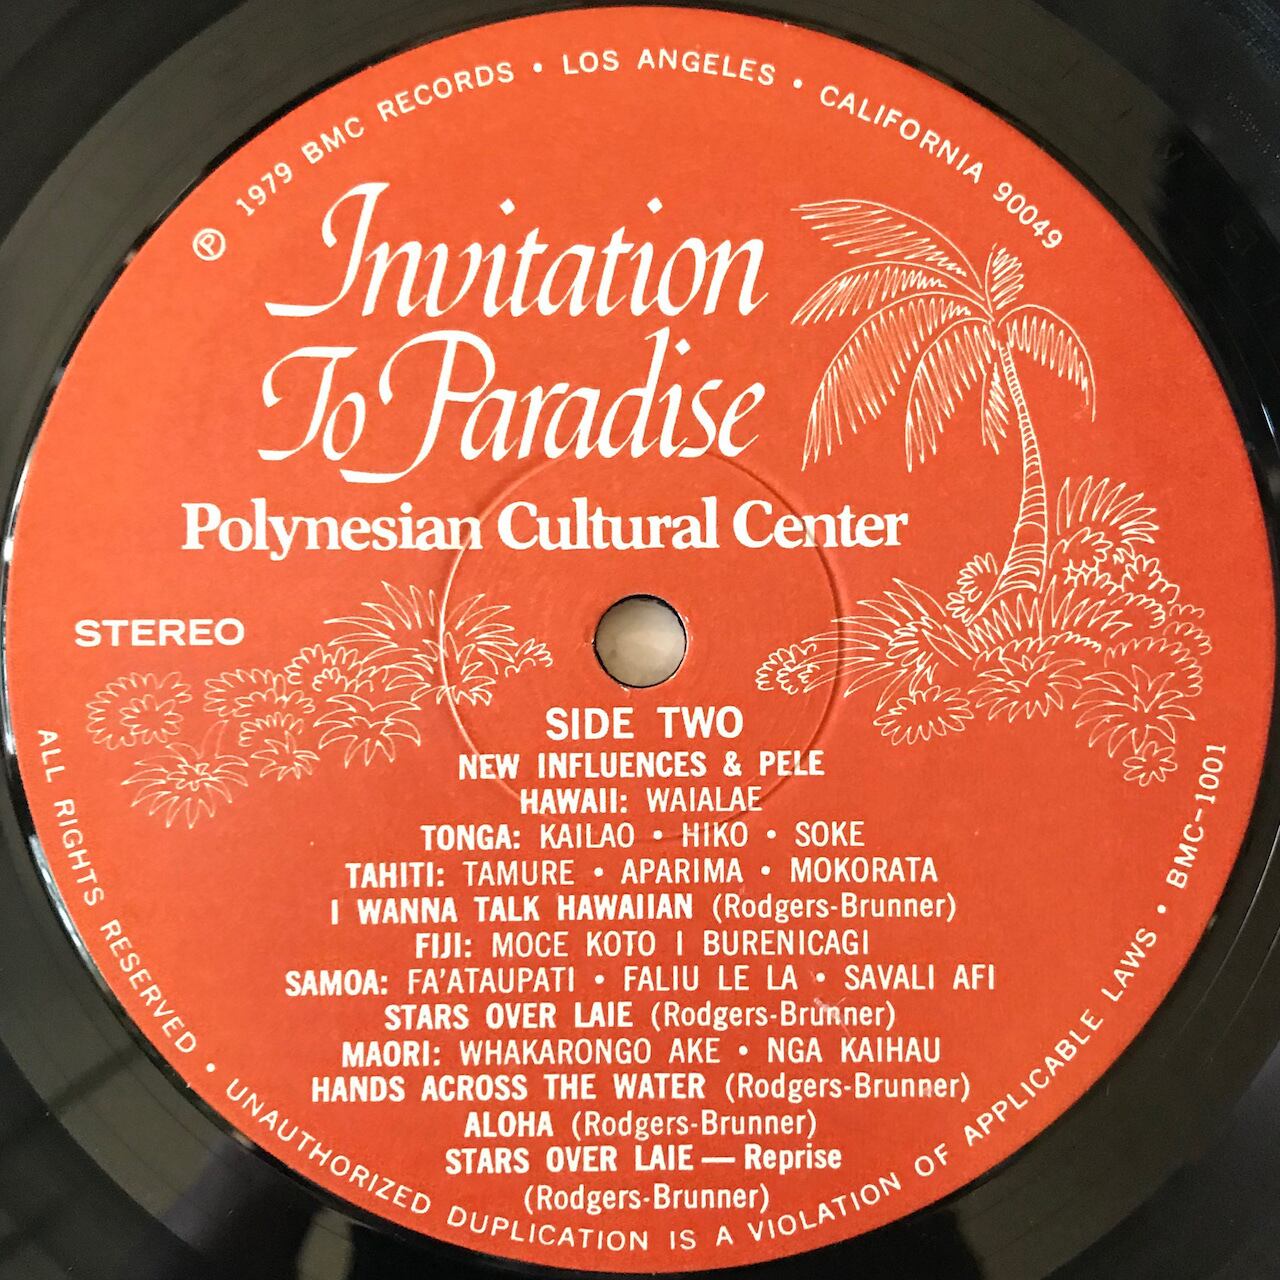 Ⓟ 1979 BMC RECORDS • LOS ANGELES • CALIFORNIA 90049
Invitation
To Paradise
Polynesian Cultural Center
STEREO
SIDE TWO
NEW INFLUENCES & PELE
HAWAII: WAIALAE
TONGA: KAILAO • HIKO • SOKE
TAHITI: TAMURE • APARIMA • MOKORATA
I WANNA TALK HAWAIIAN (Rodgers-Brunner)
FIJI: MOCE KOTO I BURENICAGI
SAMOA: FA'ATAUPATI • FALIU LE LA • SAVALI AFI
STARS OVER LAIE (Rodgers-Brunner)
MAORI: WHAKARONGO AKE • NGA KAIHAU
HANDS ACROSS THE WATER (Rodgers-Brunner)
ALOHA (Rodgers-Brunner)
STARS OVER LAIE — Reprise
(Rodgers-Brunner)
ALL RIGHTS RESERVED • UNAUTHORIZED DUPLICATION IS A VIOLATION OF APPLICABLE LAWS • BMC-1001